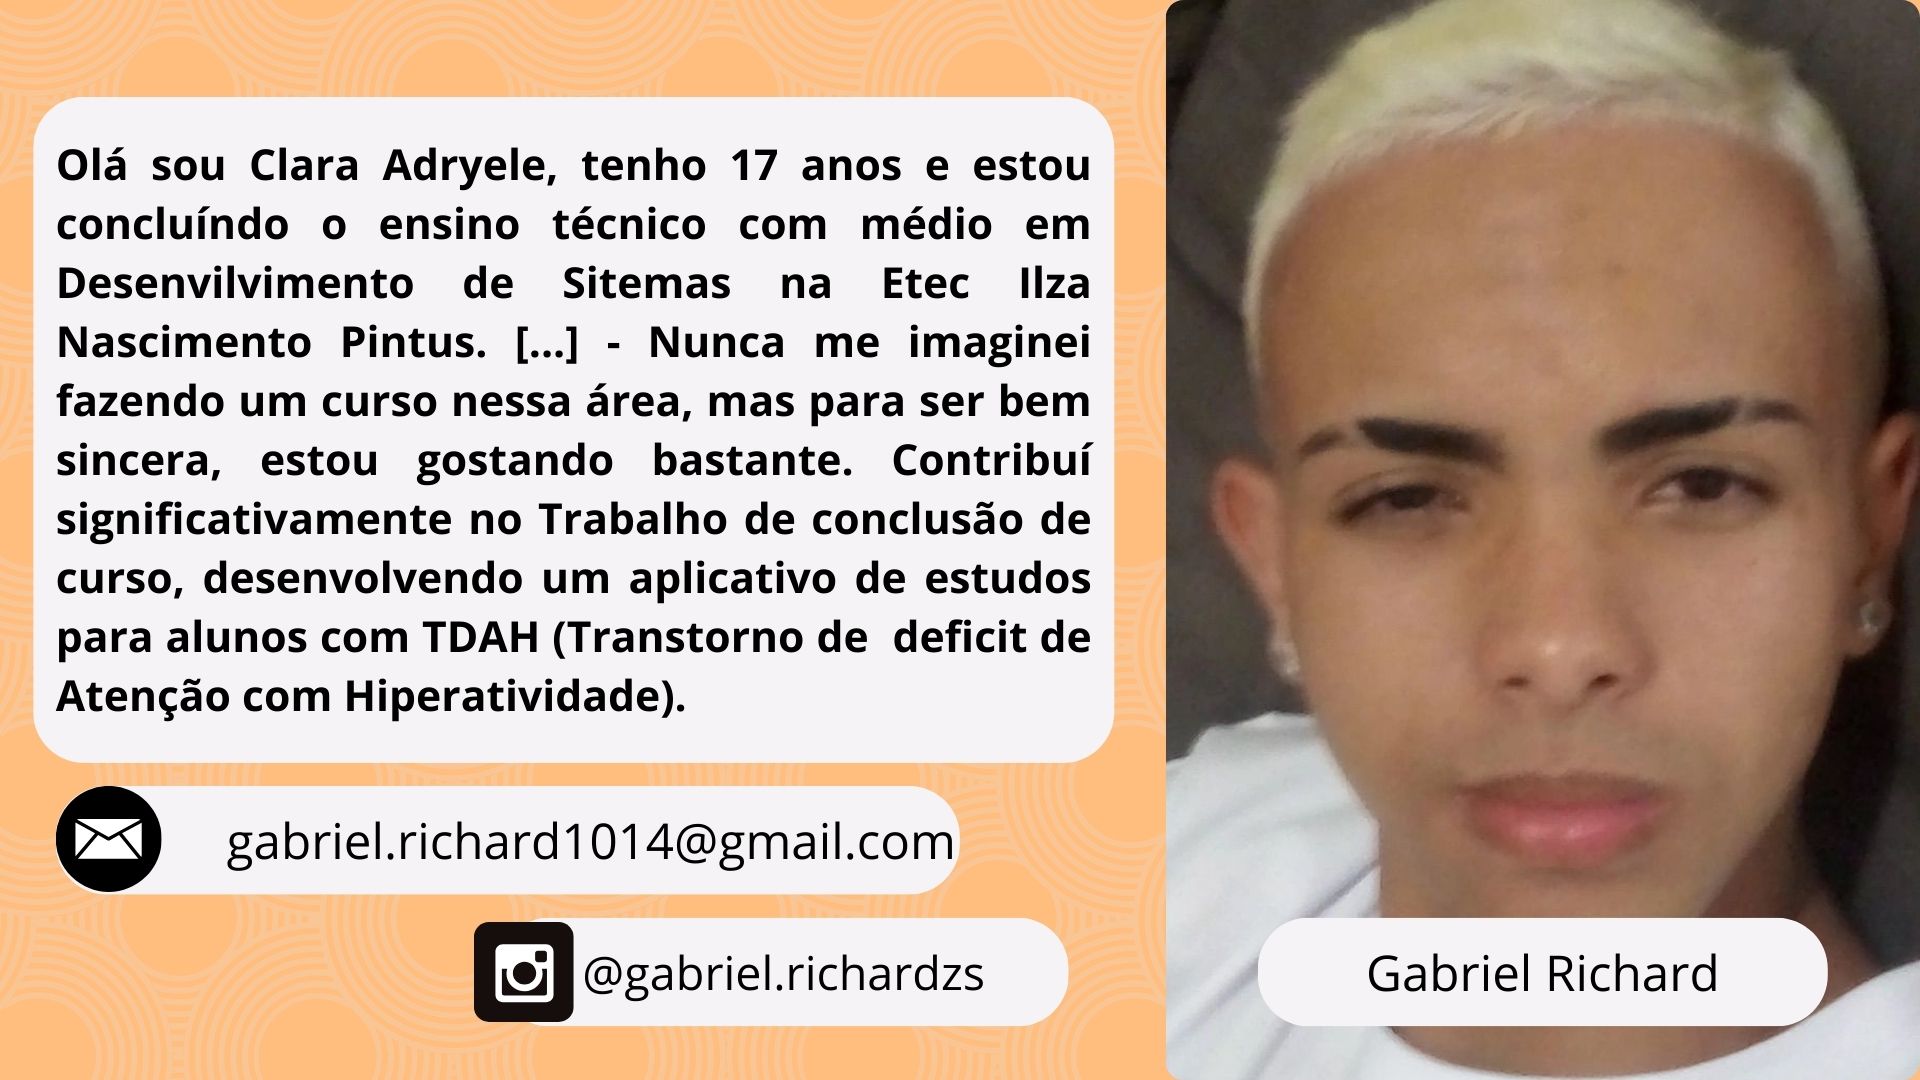 Olá sou Clara Adryele, tenho 17 anos e estou
concluíndo o ensino técnico com médio em
Desenvilvimento de Sitemas na Etec Ilza
Nascimento Pintus. [...] - Nunca me imaginei
fazendo um curso nessa área, mas para ser bem
sincera, estou gostando bastante. Contribuí
significativamente no Trabalho de conclusão de
curso, desenvolvendo um aplicativo de estudos
para alunos com TDAH (Transtorno de  deficit de
Atenção com Hiperatividade).
gabriel.richard1014@gmail.com
@gabriel.richardzs
Gabriel Richard